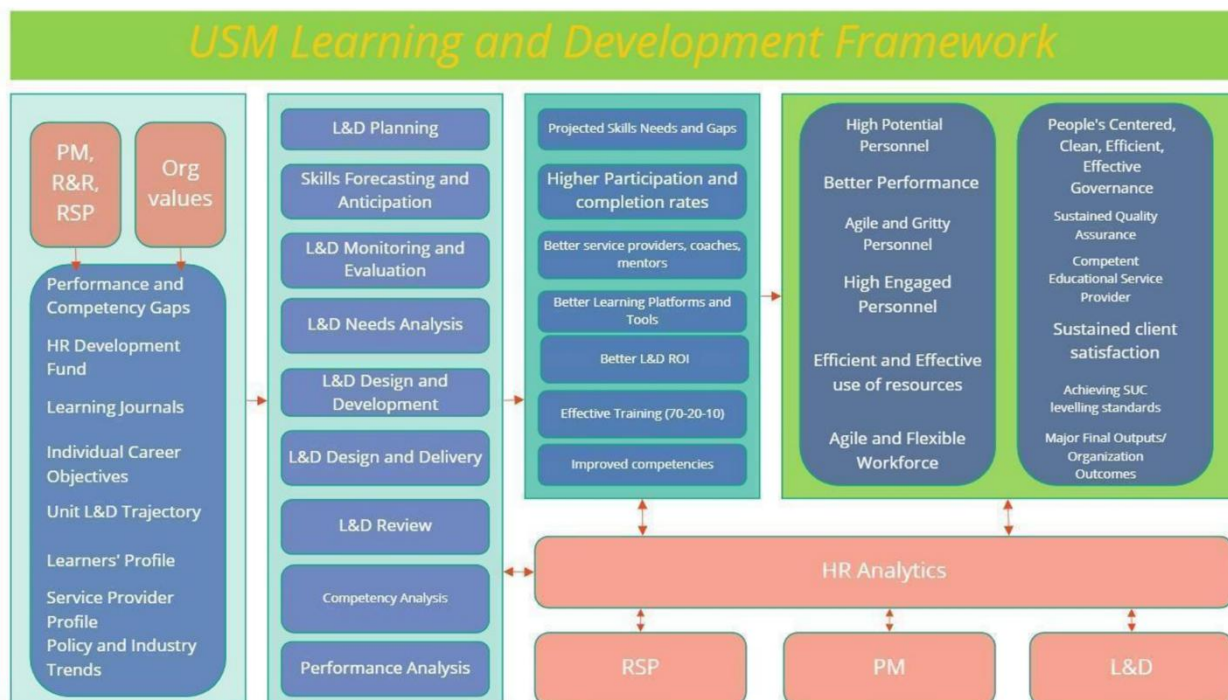 USM Learning and Development Framework
PM,
R&R,
RSP
Org
values
Performance and
Competency Gaps
HR Development
Fund
Learning Journals
Individual Career
Objectives
Unit L&D Trajectory
Learners' Profile
Service Provider
Profile
Policy and Industry
Trends
L&D Planning
Skills Forecasting and
Anticipation
L&D Monitoring and
Evaluation
L&D Needs Analysis
L&D Design and
Development
L&D Design and Delivery
L&D Review
Competency Analysis
Performance Analysis
Projected Skills Needs and Gaps
Higher Participation and
completion rates
Better service providers, coaches,
mentors
Better Learning Platforms and
Tools
Better L&D ROI
Effective Training (70-20-10)
Improved competencies
High Potential
Personnel
Better Performance
Agile and Gritty
Personnel
High Engaged
Personnel
Efficient and Effective
use of resources
Agile and Flexible
Workforce
People's Centered,
Clean, Efficient,
Effective
Governance
Sustained Quality
Assurance
Competent
Educational Service
Provider
Sustained client
satisfaction
Achieving SUC
levelling standards
Major Final Outputs/
Organization
Outcomes
HR Analytics
RSP
PM
L&D